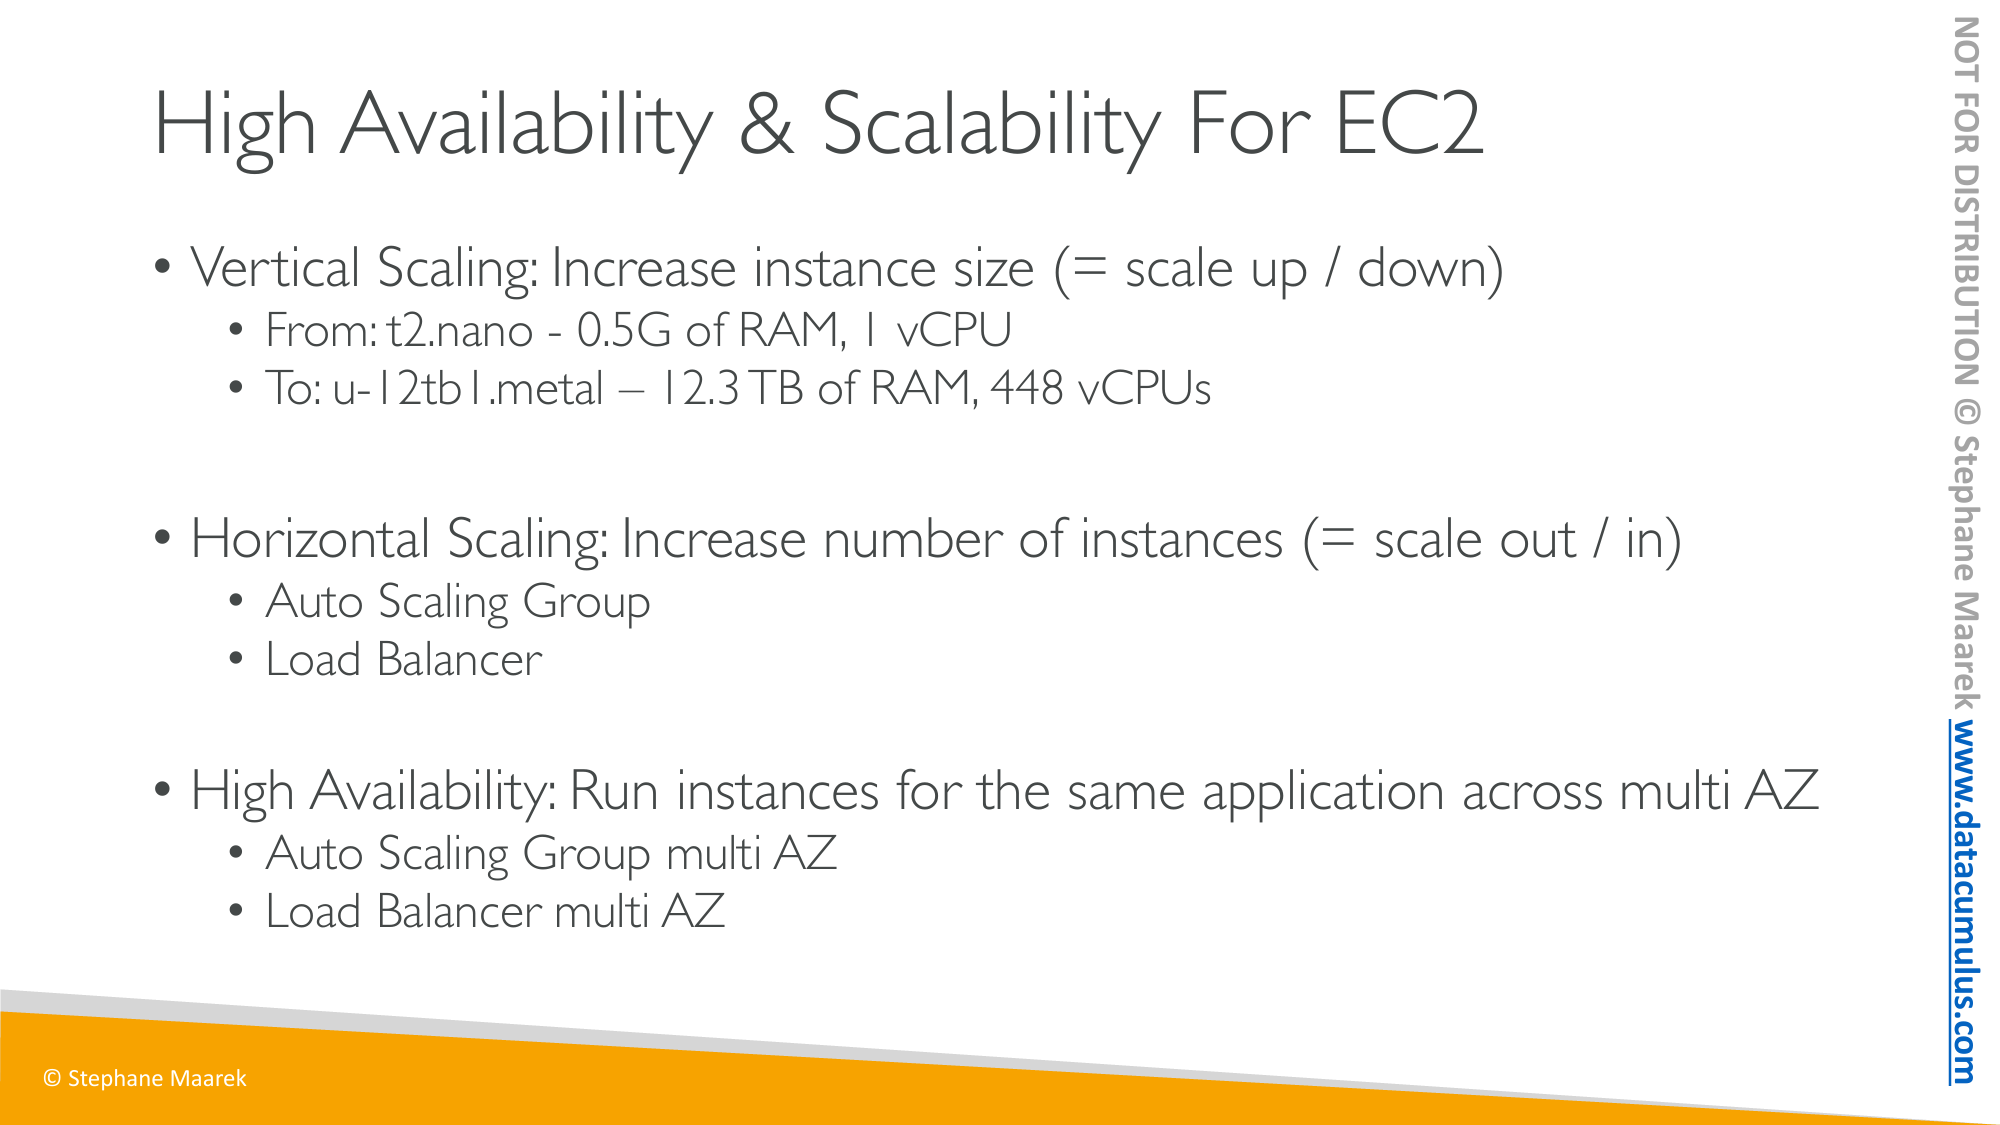 High Availability & Scalability For EC2
• Vertical Scaling: Increase instance size (= scale up / down)
• From: t2.nano - 0.5G of RAM, 1 vCPU
• To: u-12tb1.metal – 12.3 TB of RAM, 448 vCPUs
• Horizontal Scaling: Increase number of instances (= scale out / in)
• Auto Scaling Group
• Load Balancer
• High Availability: Run instances for the same application across multi AZ
• Auto Scaling Group multi AZ
• Load Balancer multi AZ
© Stephane Maarek
NOT FOR DISTRIBUTION © Stephane Maarek www.datacumulus.com